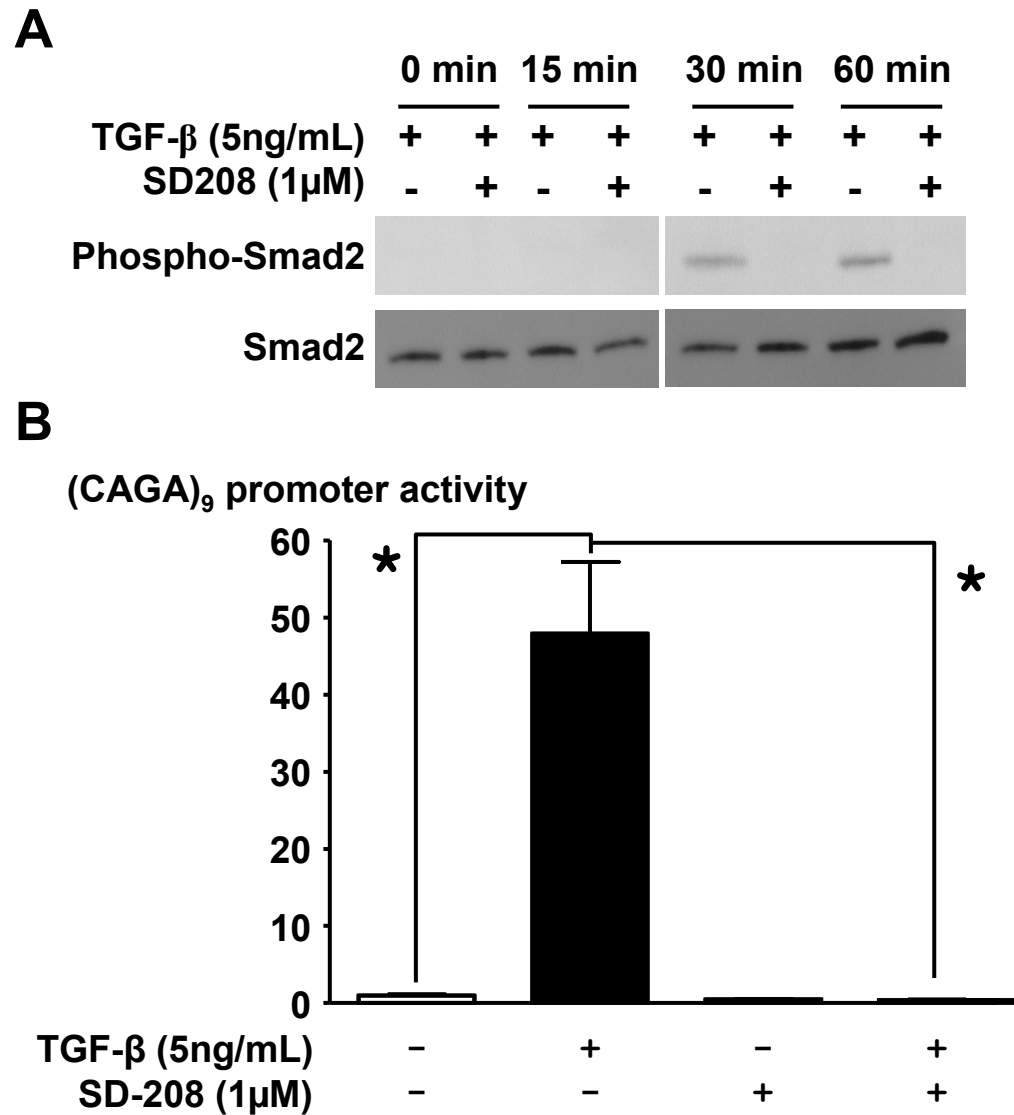 A
0 min 15 min 30 min 60 min
TGF-β (5ng/mL) + + + + + + + +
SD208 (1µM) - + - + - + - +
Phospho-Smad2
Smad2
B
(CAGA)₉ promoter activity
60
*
*
50
40
30
20
10
0
TGF-β (5ng/mL) − + − +
SD-208 (1µM) − − + +